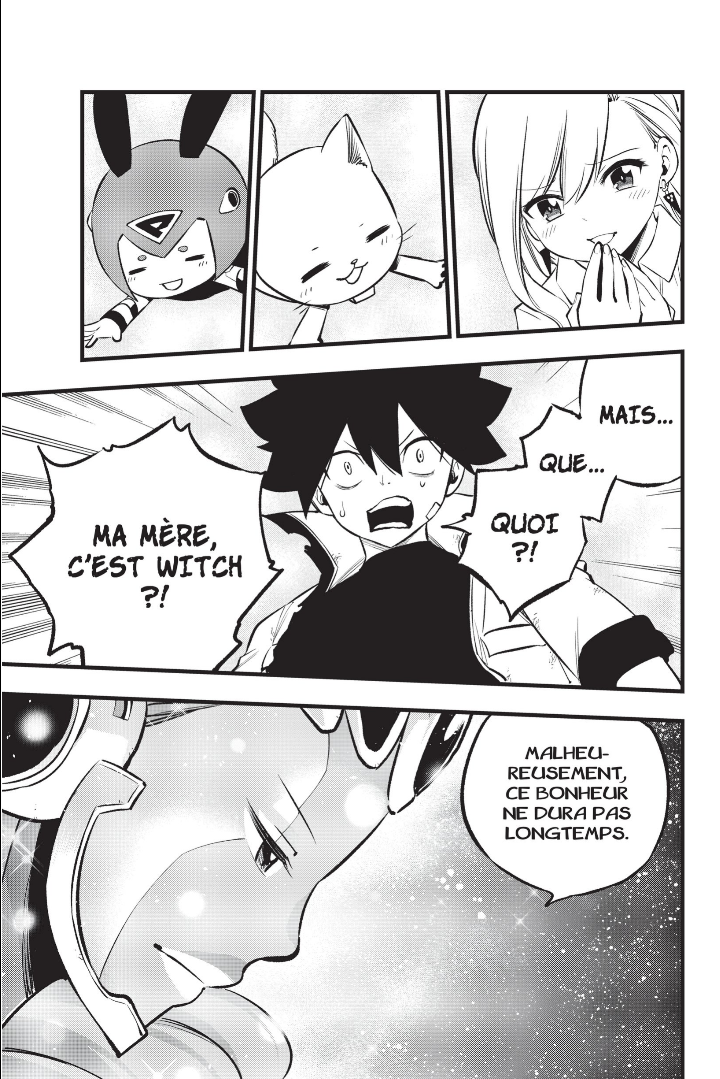 MAIS...
QUE...
QUOI
?!
MA MÈRE,
C'EST WITCH
?!
MALHEU-
REUSEMENT,
CE BONHEUR
NE DURA PAS
LONGTEMPS.